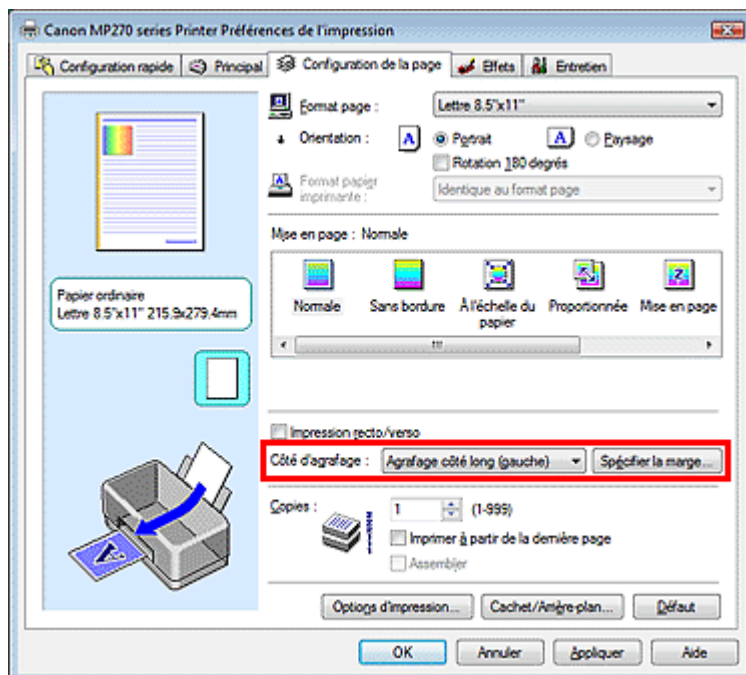 Canon MP270 series Printer Préférences de l'impression
Configuration rapide Principal Configuration de la page Effets Entretien
Format page : Lettre 8.5"x11"
Orientation : A Portrait A Paysage
Rotation 180 degrés
Format papier imprimante : Identique au format page
Mise en page : Normale
Normale Sans bordure À l'échelle du papier Proportionnée Mise en page
Papier ordinaire
Lettre 8.5"x11" 215.9x279.4mm
Impression recto/verso
Côté d'agrafage : Agrafage côté long (gauche) Spécifier la marge...
Copies : 1 (1-999)
Imprimer à partir de la dernière page
Assembler
Options d'impression... Cachet/Arrière-plan... Défaut
OK Annuler Appliquer Aide